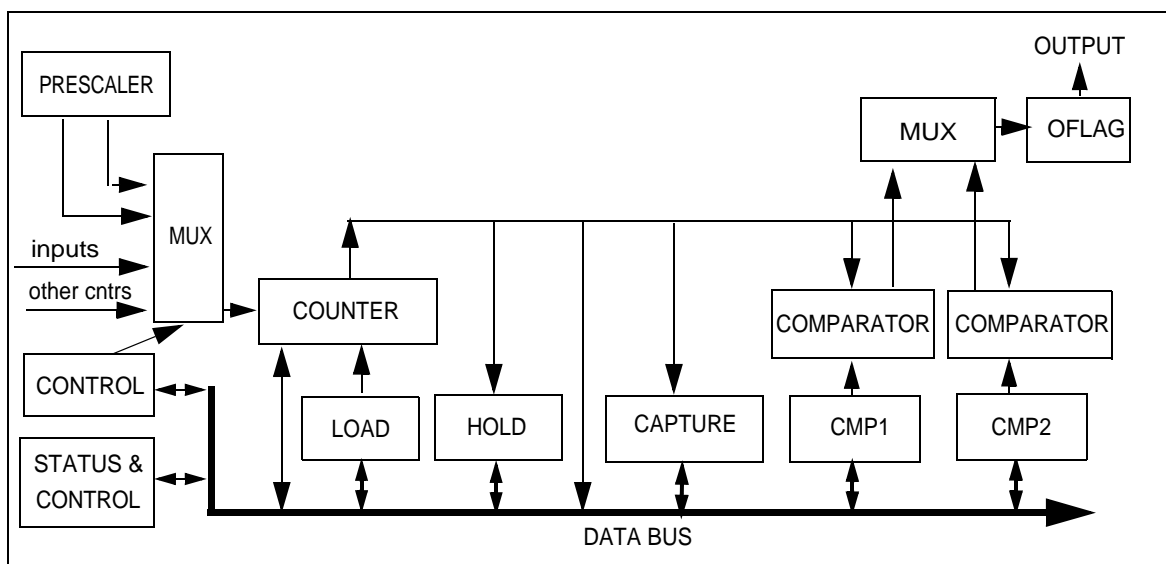 OUTPUT
PRESCALER
MUX
OFLAG
MUX
inputs
other cntrs
COUNTER
COMPARATOR
COMPARATOR
CONTROL
LOAD
HOLD
CAPTURE
CMP1
CMP2
STATUS &
CONTROL
DATA BUS